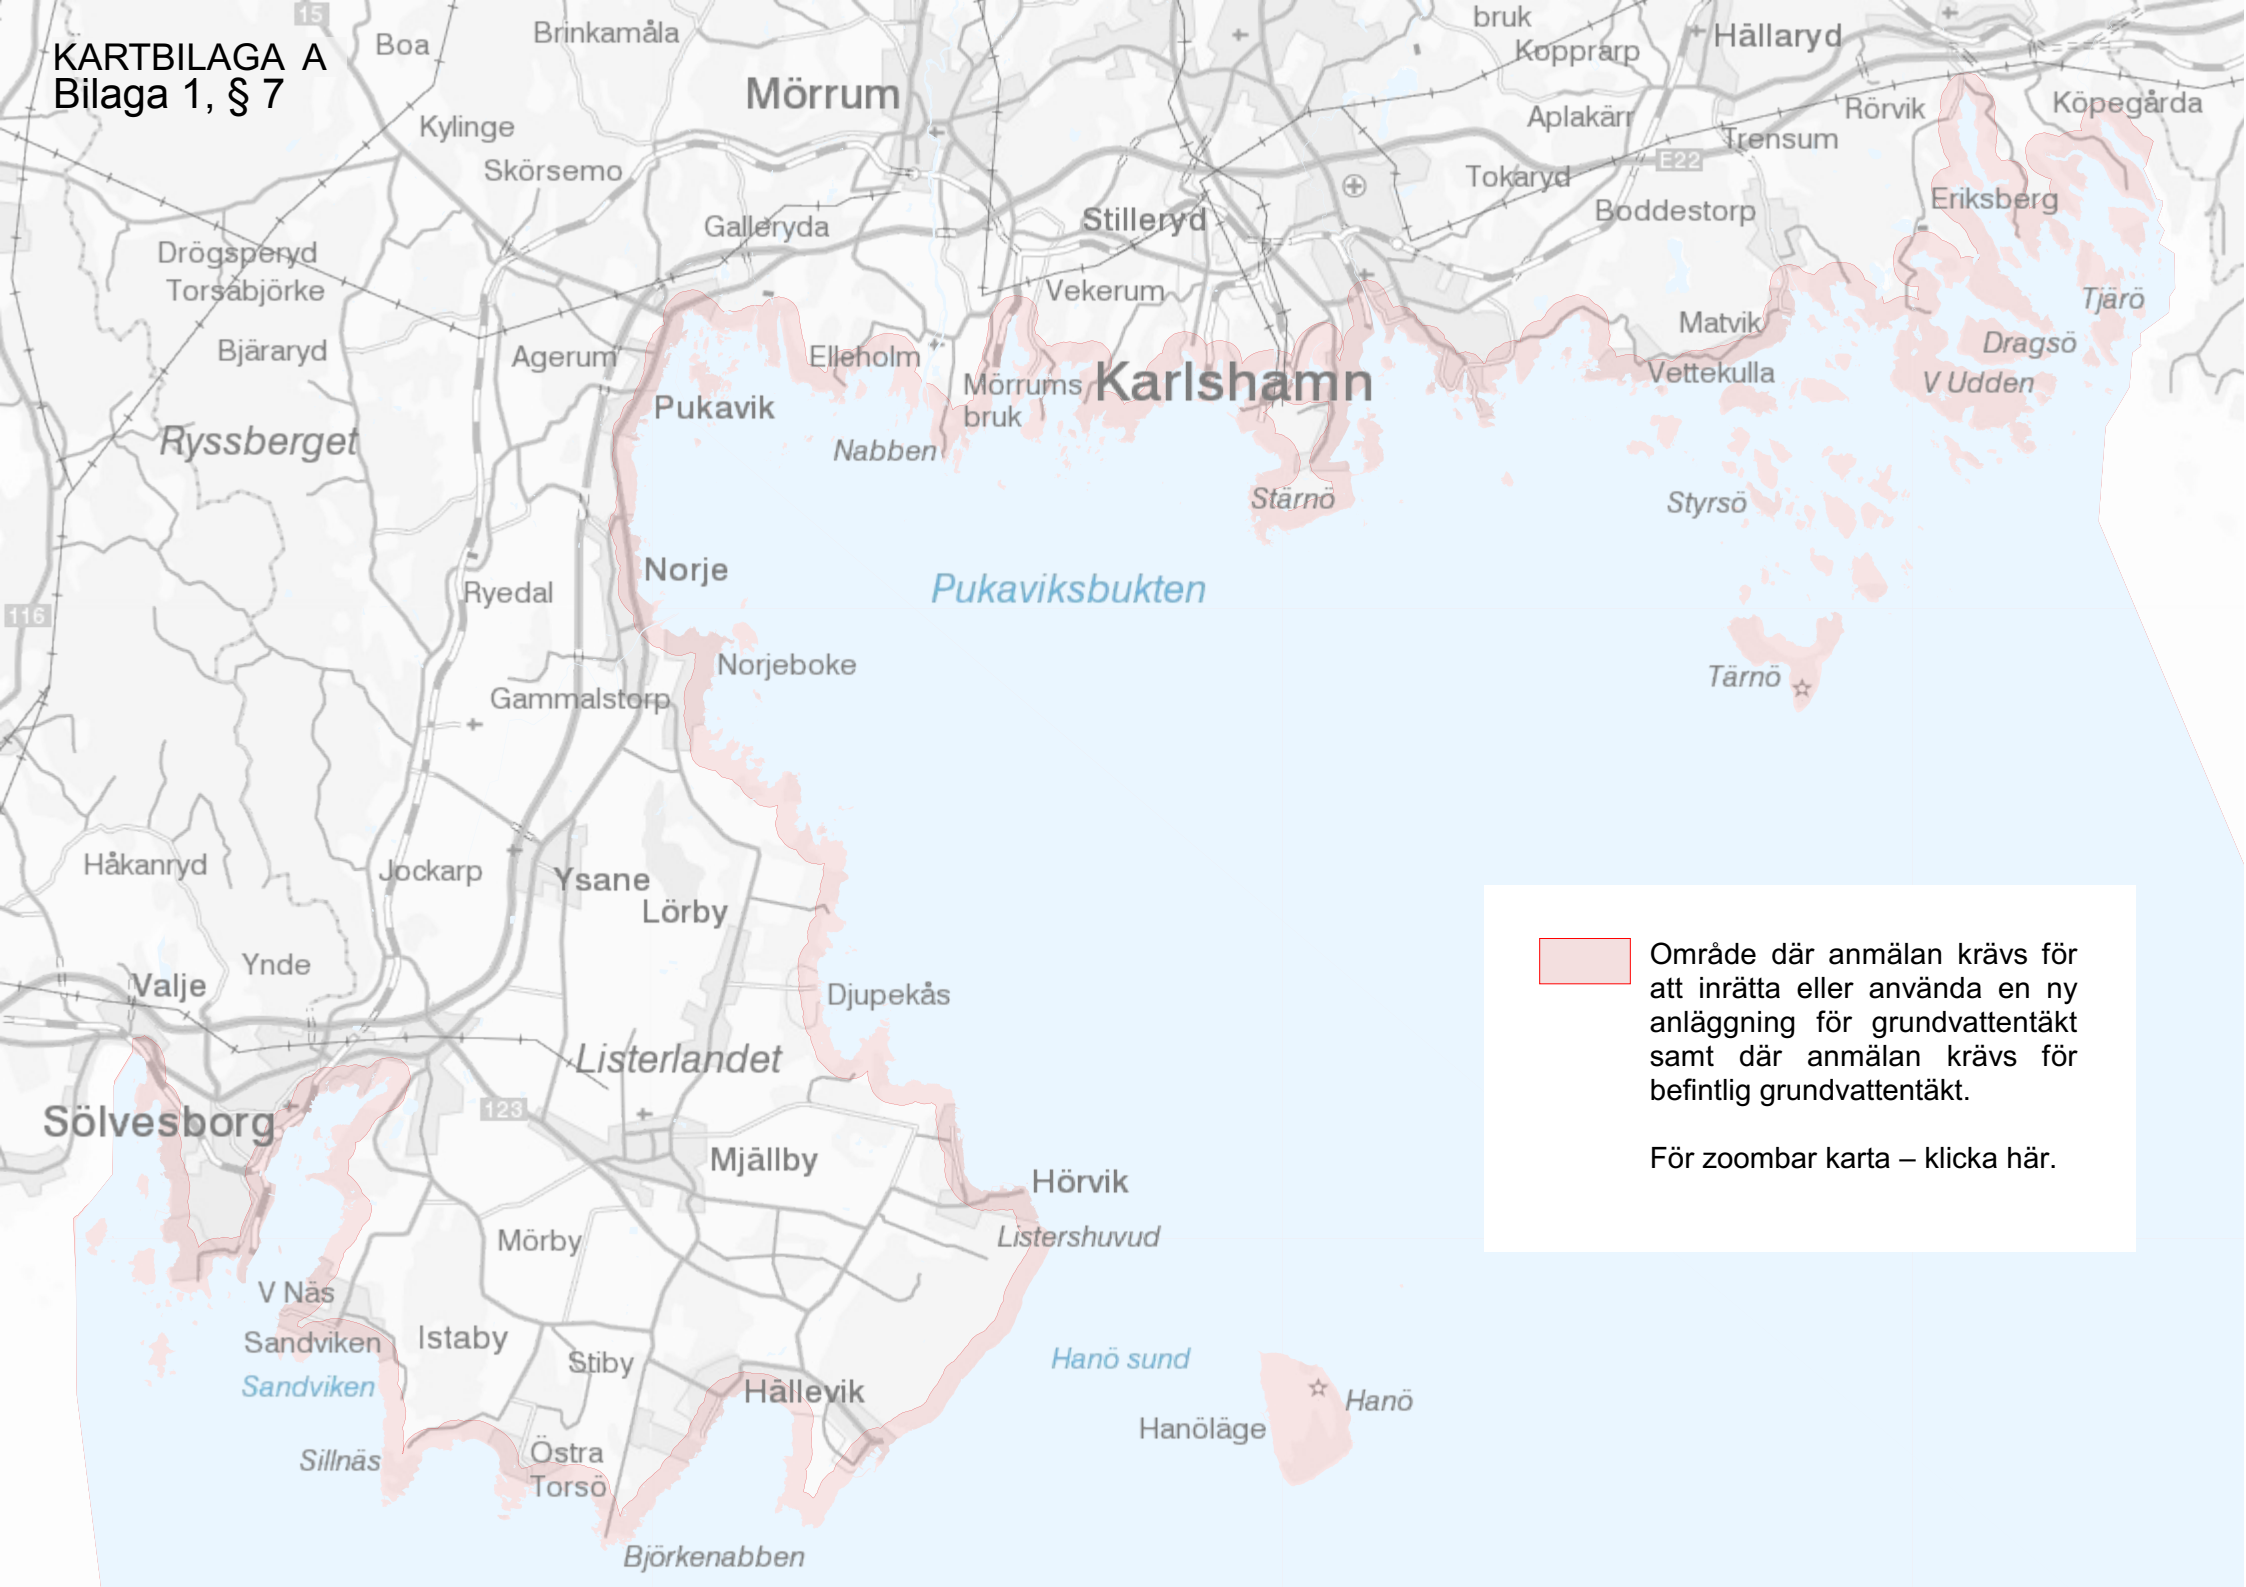 KARTBILAGA A
Bilaga 1, § 7
15
Boa
Brinkamåla
bruk
Kopprarp
Hällaryd
Mörrum
Kylinge
Aplakärr
Rörvik
Köpegårda
Trensum
Skörsemo
E22
Tokaryd
Galleryda
Stilleryd
Boddestorp
Eriksberg
Drögsperyd
Torsabjörke
Vekerum
Tjärö
Bjäraryd
Agerum
Elleholm
Matvik
Dragsö
Mörrums
bruk
Karlshamn
Vettekulla
V Udden
Pukavik
Ryssberget
Nabben
Stärnö
Styrsö
Norje
Pukaviksbukten
Ryedal
116
Norjeboke
Tärnö
Gammalstorp
Håkanryd
Jockarp
Ysane
Lörby
Ynde
Valje
Djupekås
Listerlandet
Sölvesborg
123
Mjällby
Hörvik
Listershuvud
Mörby
V Näs
Sandviken
Istaby
Stiby
Hanö sund
Sandviken
Hällevik
Hanö
Hanöläge
Sillnäs
Östra
Torsö
Björkenabben
Område där anmälan krävs för
att inrätta eller använda en ny
anläggning för grundvattentäkt
samt där anmälan krävs för
befintlig grundvattentäkt.
För zoombar karta – klicka här.